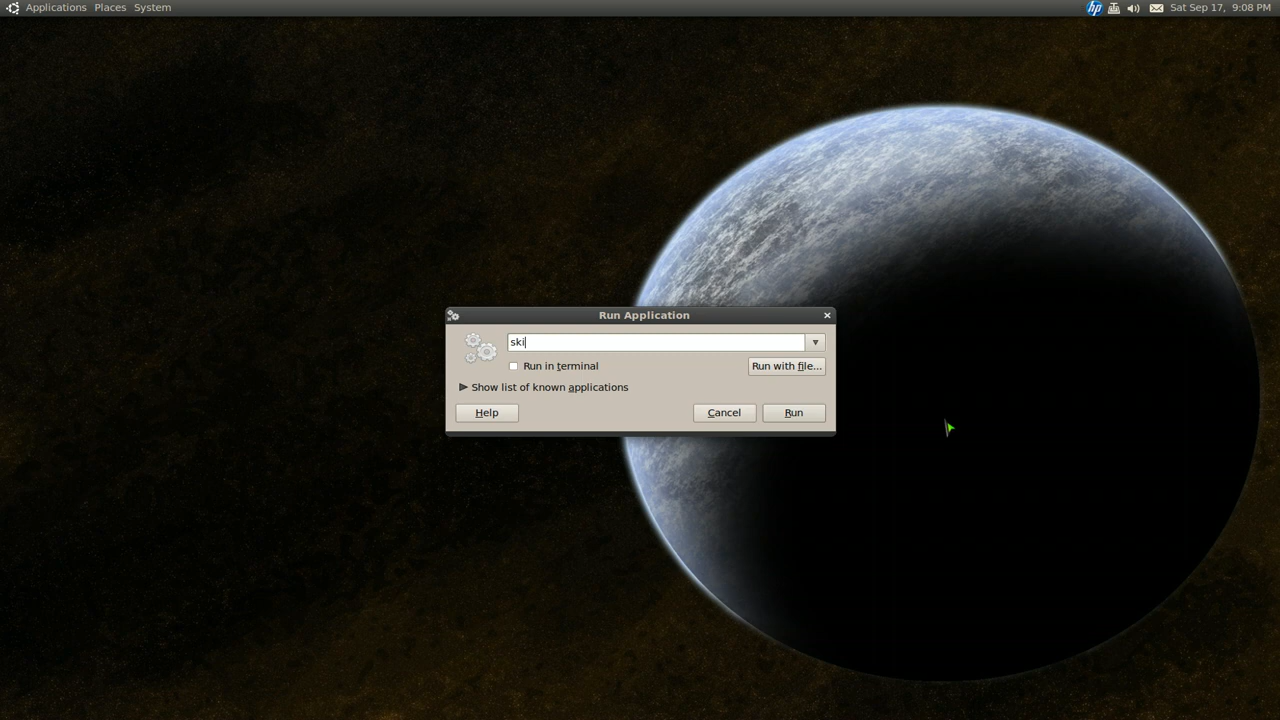 Applications Places System
hp Sat Sep 17, 9:08 PM
Run Application
ski
Run in terminal
Run with file...
Show list of known applications
Help Cancel Run